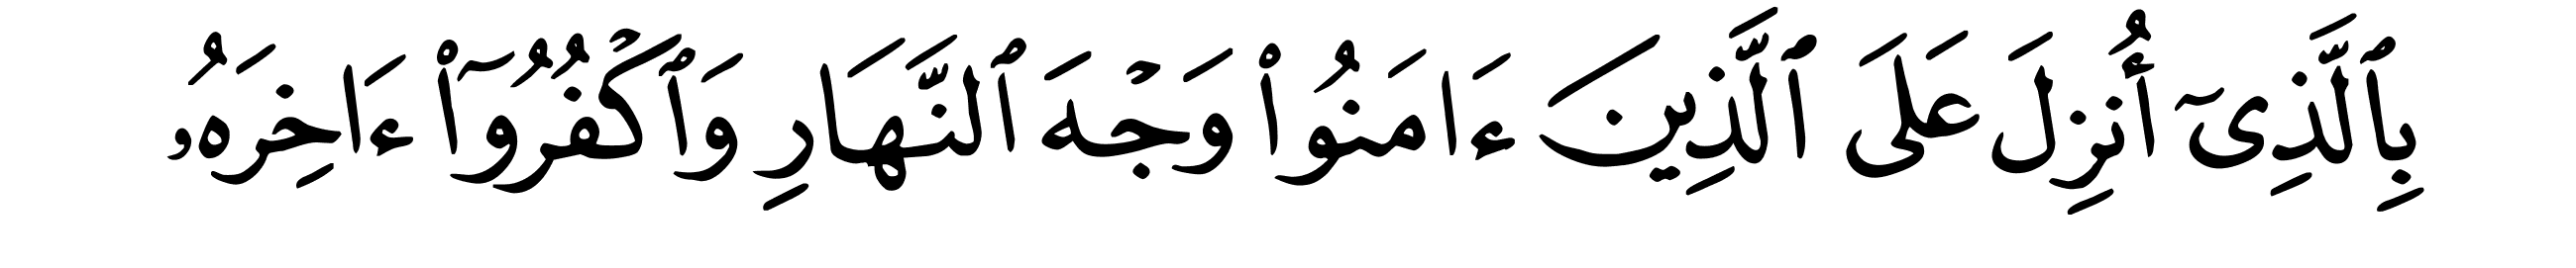 بِٱلَّذِىٓ أُنزِلَ عَلَى ٱلَّذِينَ ءَامَنُوا۟ وَجْهَ ٱلنَّهَارِ وَٱكْفُرُوٓا۟ ءَاخِرَهُۥ